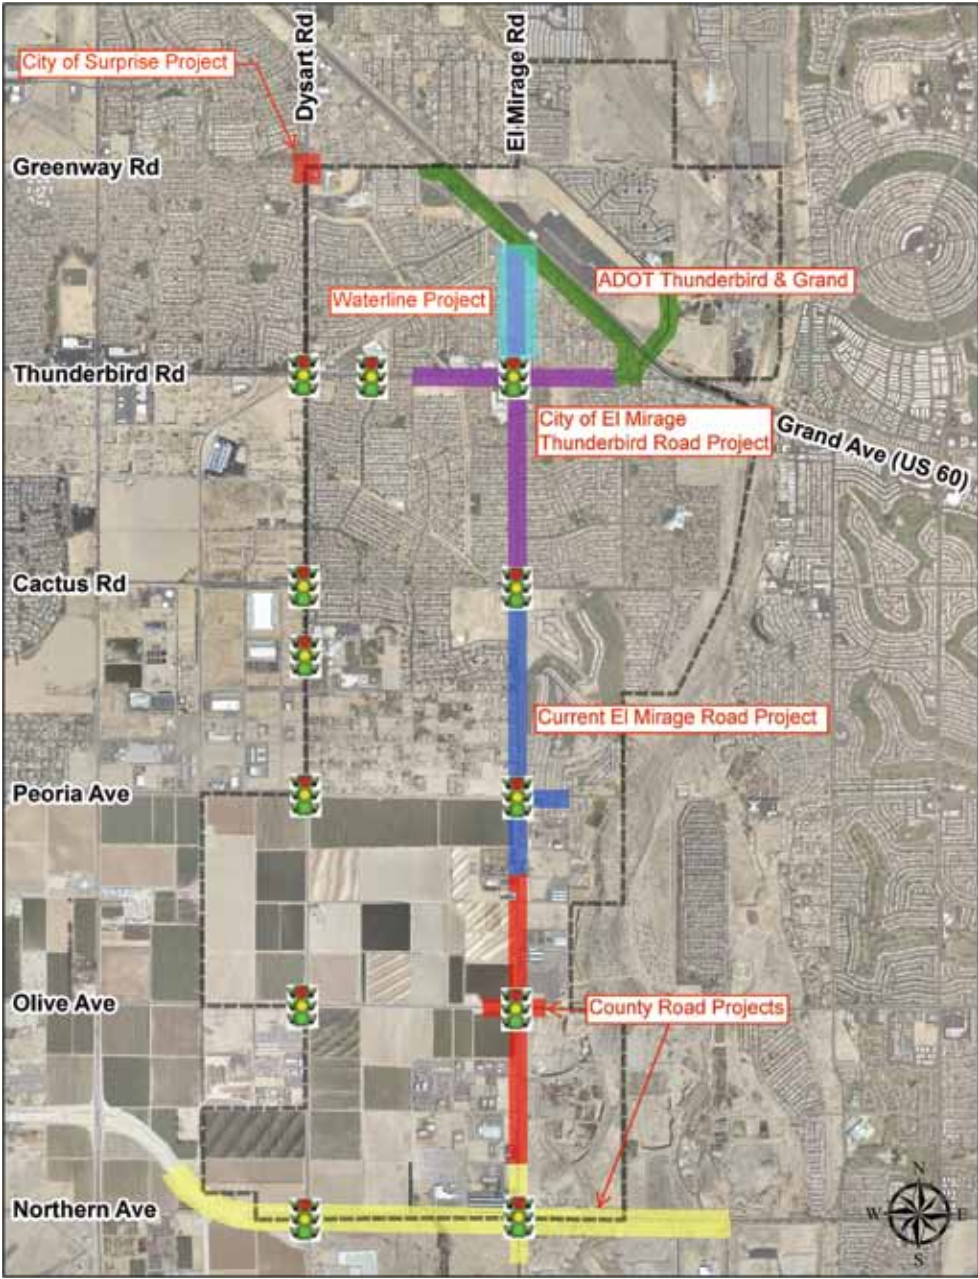 Dysart Rd
El Mirage Rd
City of Surprise Project
Greenway Rd
ADOT Thunderbird & Grand
Waterline Project
Thunderbird Rd
City of El Mirage
Thunderbird Road Project
Grand Ave (US 60)
Cactus Rd
Current El Mirage Road Project
Peoria Ave
Olive Ave
County Road Projects
Northern Ave
N
W
E
S